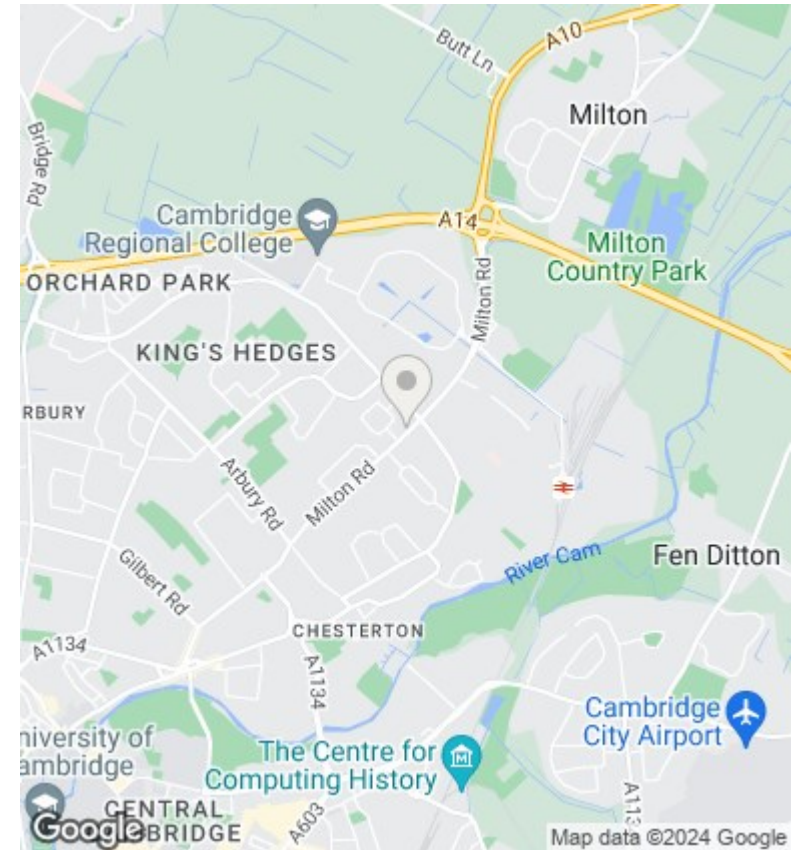 Butt Ln
A10
Milton
Bridge Rd
Cambridge
Regional College
A14
Milton
Country Park
ORCHARD PARK
Milton Rd
KING'S HEDGES
RBURY
Arbury Rd
Milton Rd
River Cam
Fen Ditton
Gilbert Rd
CHESTERTON
A1134
A1134
niversity of
ambridge
The Centre for
Computing History
Cambridge
City Airport
CENTRAL
BRIDGE
A603
A113
Google
Map data ©2024 Google